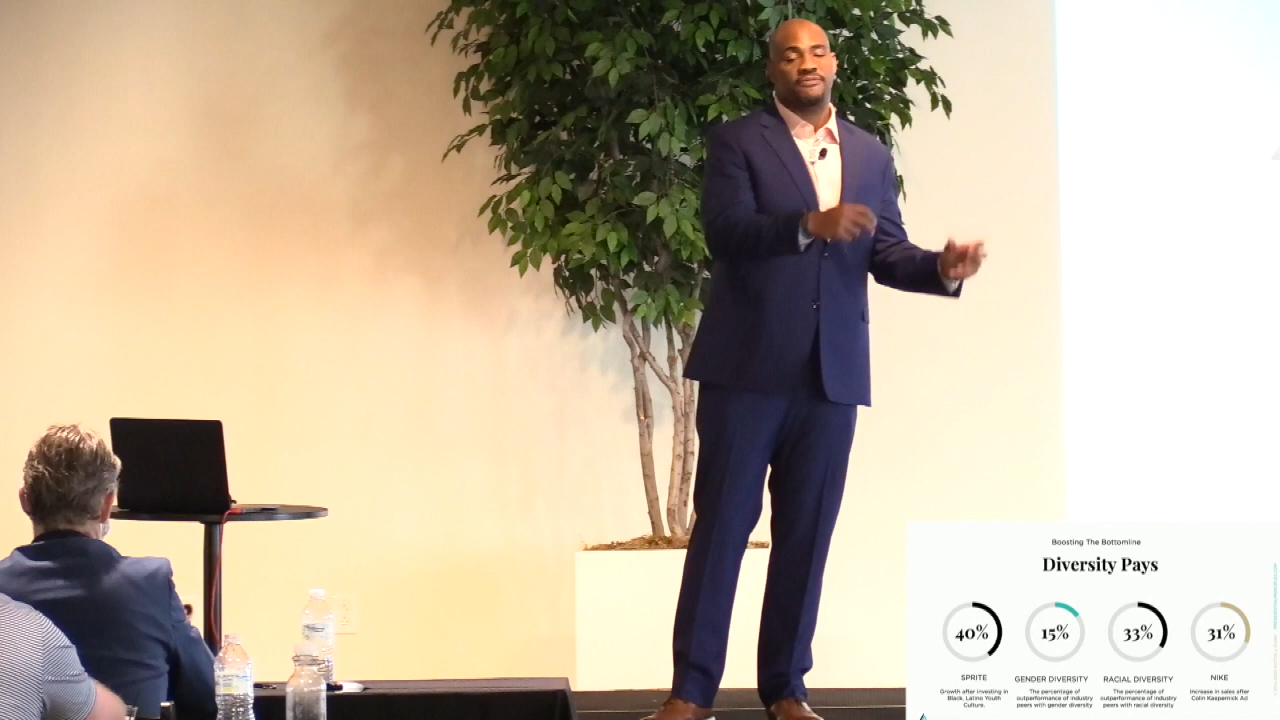 Boosting The Bottomline
Diversity Pays
40%
15%
33%
31%
SPRITE
GENDER DIVERSITY
RACIAL DIVERSITY
NIKE
Growth after investing in
Black, Latino Youth
Culture.
The percentage of
outperformance of industry
peers with gender diversity
The percentage of
outperformance of industry
peers with racial diversity
Increase in sales after
Colin Kaepernick Ad